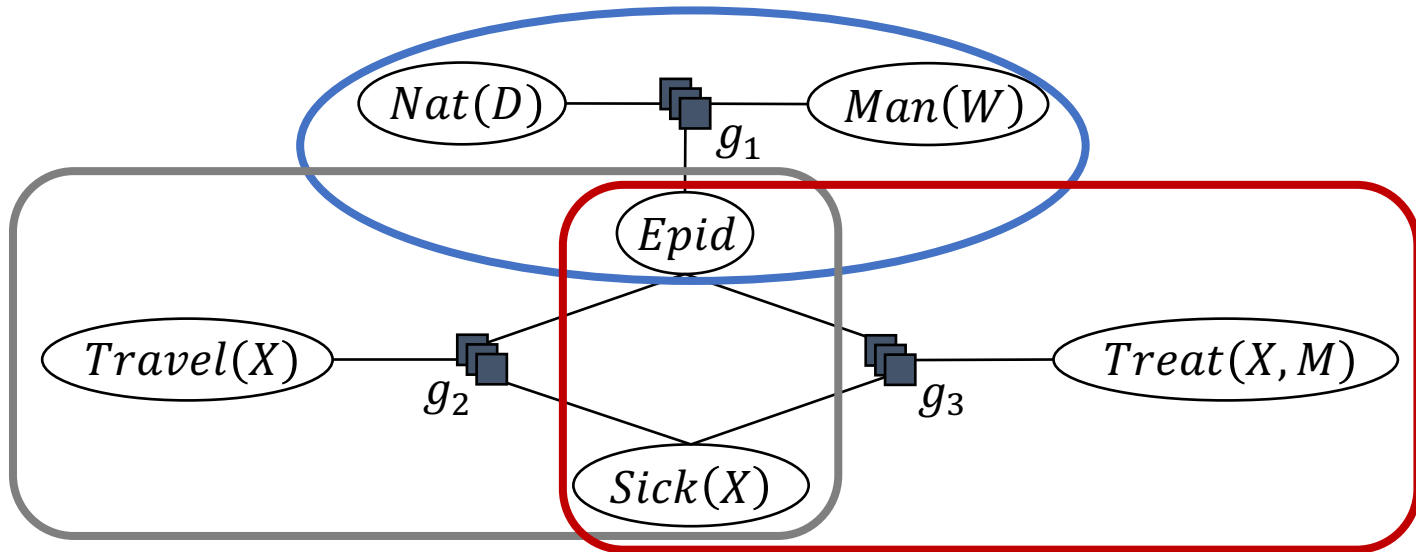 Nat(D)
Man(W)
g₁
Epid
Travel(X)
g₂
g₃
Treat(X, M)
Sick(X)